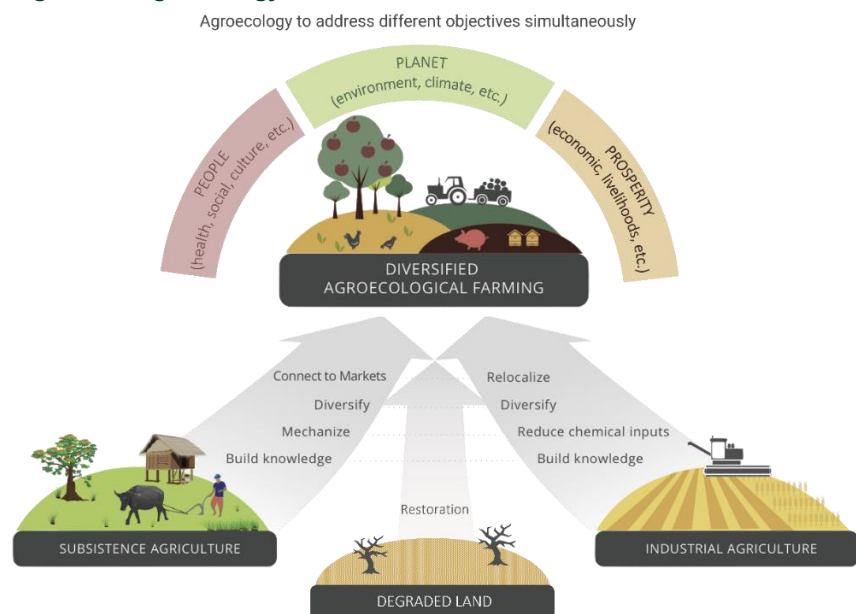 Agroecology to address different objectives simultaneously
PLANET
(environment, climate, etc.)
PEOPLE
(health, social, culture, etc.)
PROSPERITY
(economic, livelihoods, etc.)
DIVERSIFIED
AGROECOLOGICAL FARMING
Connect to Markets
Relocalize
Diversify
Diversify
Mechanize
Reduce chemical inputs
Build knowledge
Build knowledge
Restoration
SUBSISTENCE AGRICULTURE
INDUSTRIAL AGRICULTURE
DEGRADED LAND